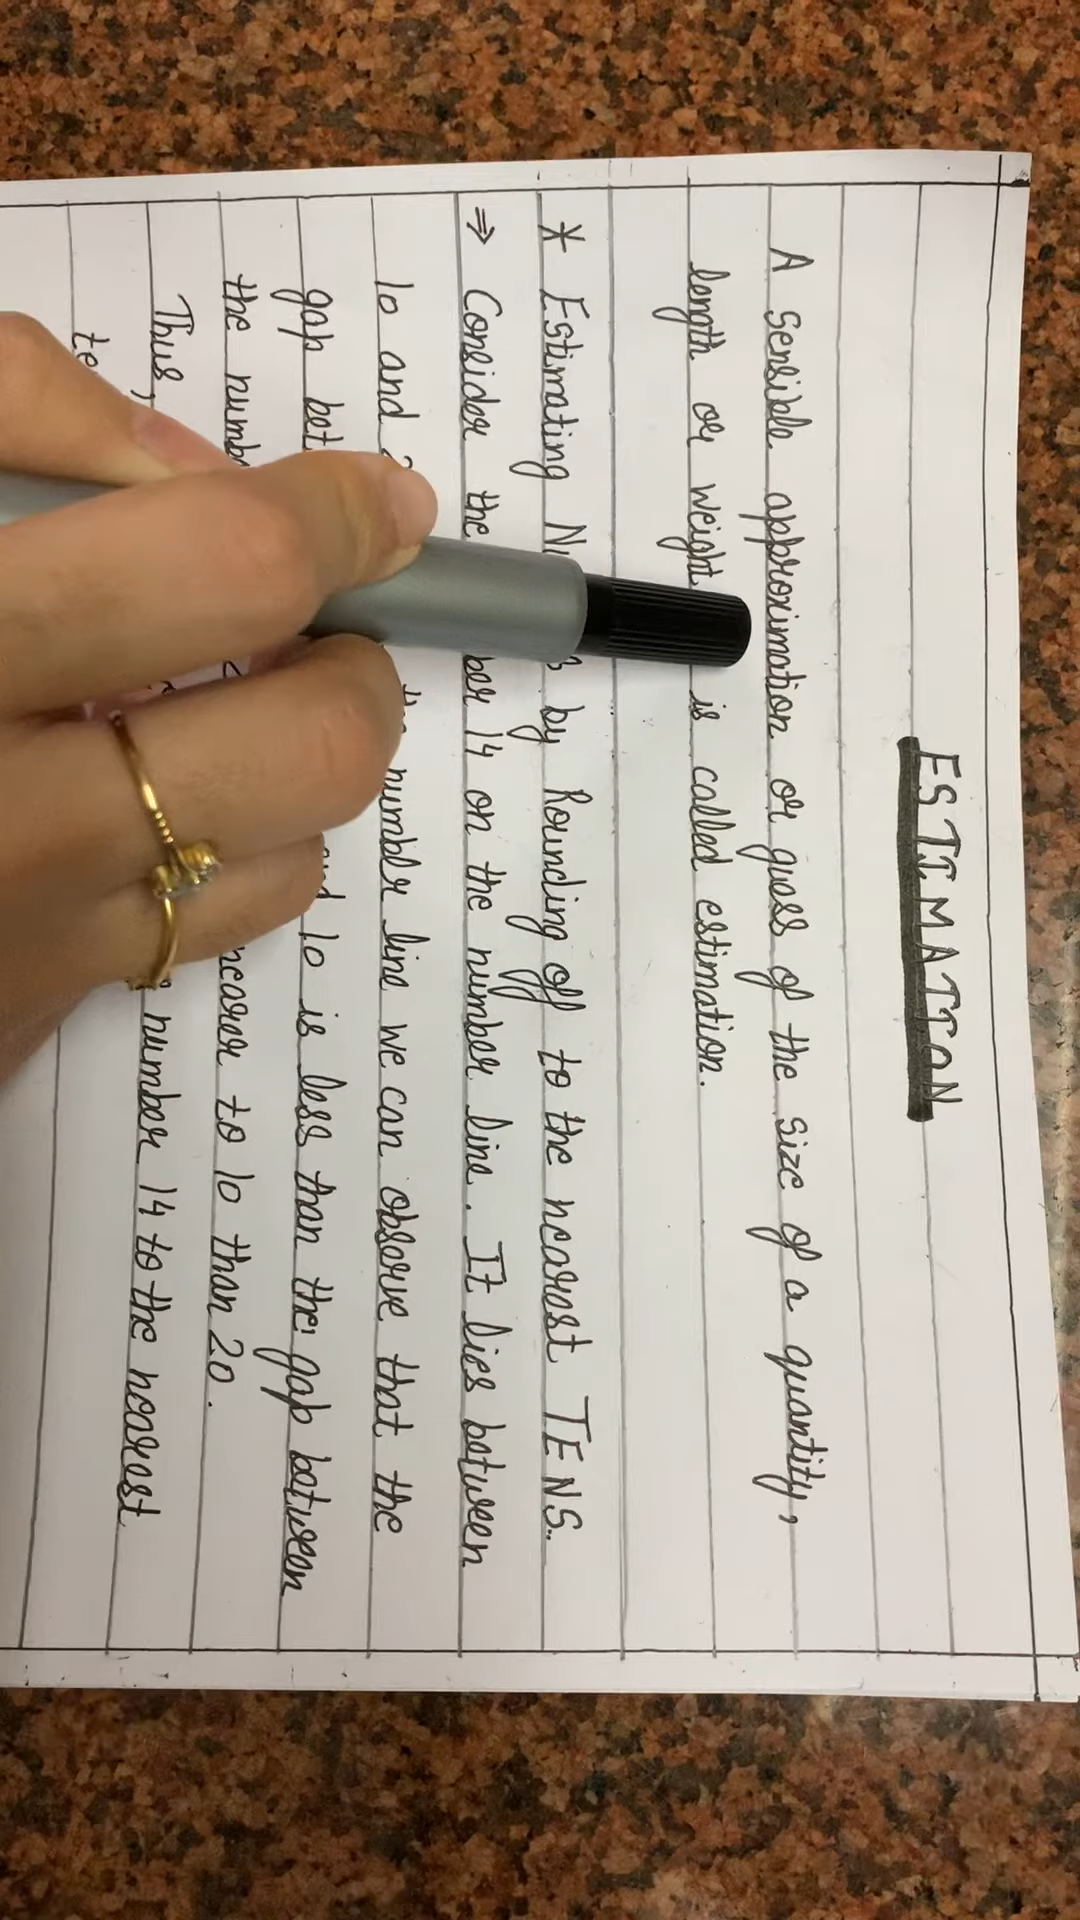 ESTIMATION
A sensible approximation or guess of the size of a quantity,
length or weight is called estimation.
* Estimating by Rounding off to the nearest TENS.
⇒ Consider the 14 on the number line. It lies between
10 and number line we can observe that the
gap 10 is less than the gap between
the nearer to 10 than 20.
Thus, number 14 to the nearest